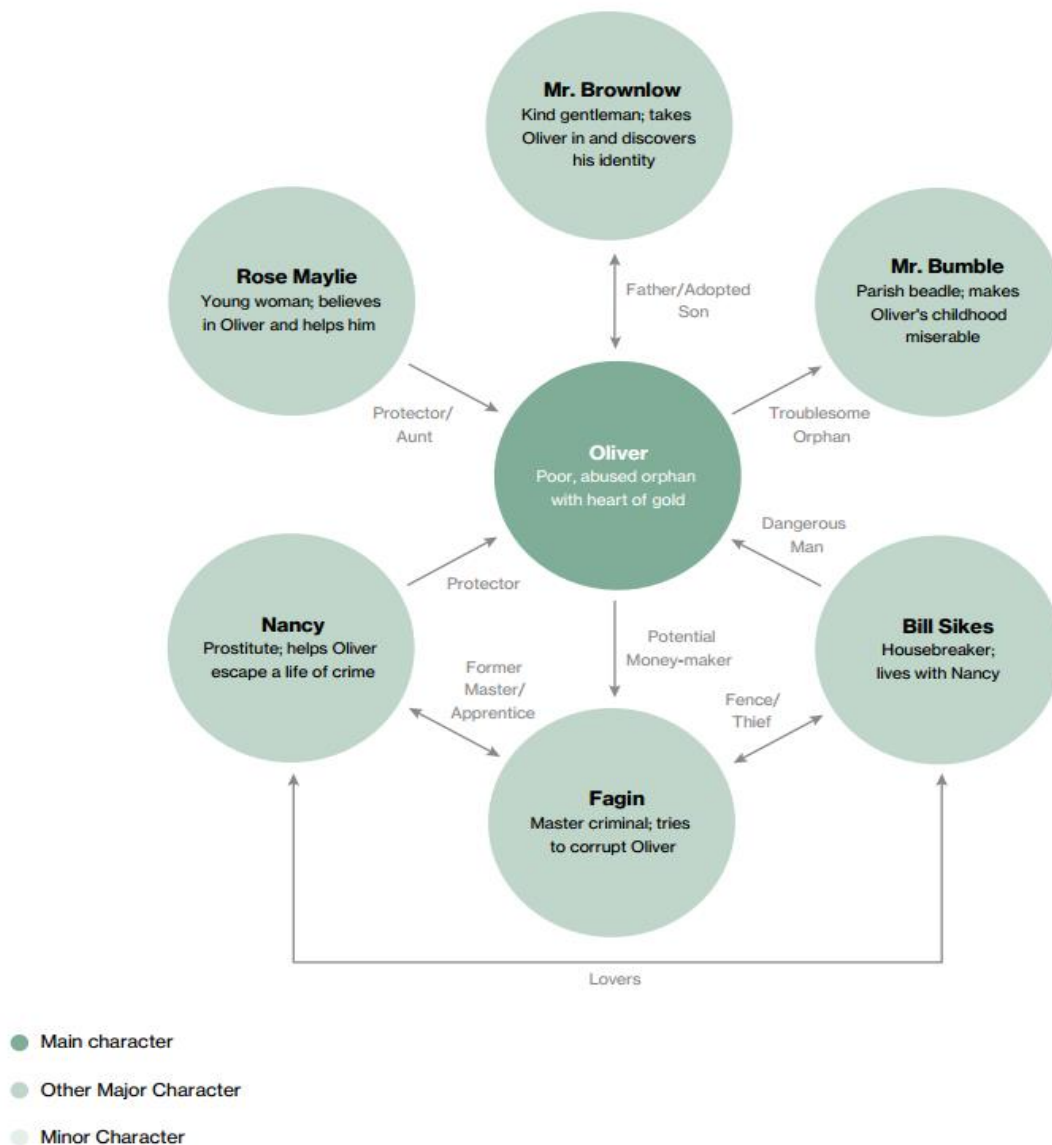 Mr. Brownlow
Kind gentleman; takes
Oliver in and discovers
his identity
Rose Maylie
Young woman; believes
in Oliver and helps him
Mr. Bumble
Parish beadle; makes
Oliver's childhood
miserable
Father/Adopted
Son
Protector/
Aunt
Troublesome
Orphan
Oliver
Poor, abused orphan
with heart of gold
Dangerous
Man
Protector
Nancy
Prostitute; helps Oliver
escape a life of crime
Bill Sikes
Housebreaker;
lives with Nancy
Potential
Money-maker
Former
Master/
Apprentice
Fence/
Thief
Fagin
Master criminal; tries
to corrupt Oliver
Lovers
Main character
Other Major Character
Minor Character